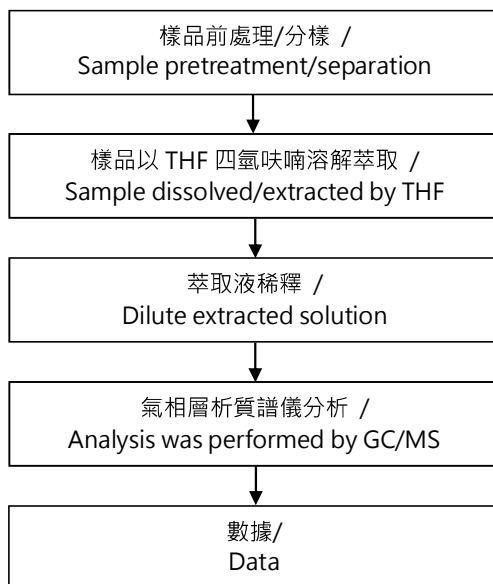 樣品前處理/分樣 /
Sample pretreatment/separation
樣品以 THF 四氫呋喃溶解萃取 /
Sample dissolved/extracted by THF
萃取液稀釋 /
Dilute extracted solution
氣相層析質譜儀分析 /
Analysis was performed by GC/MS
數據/
Data